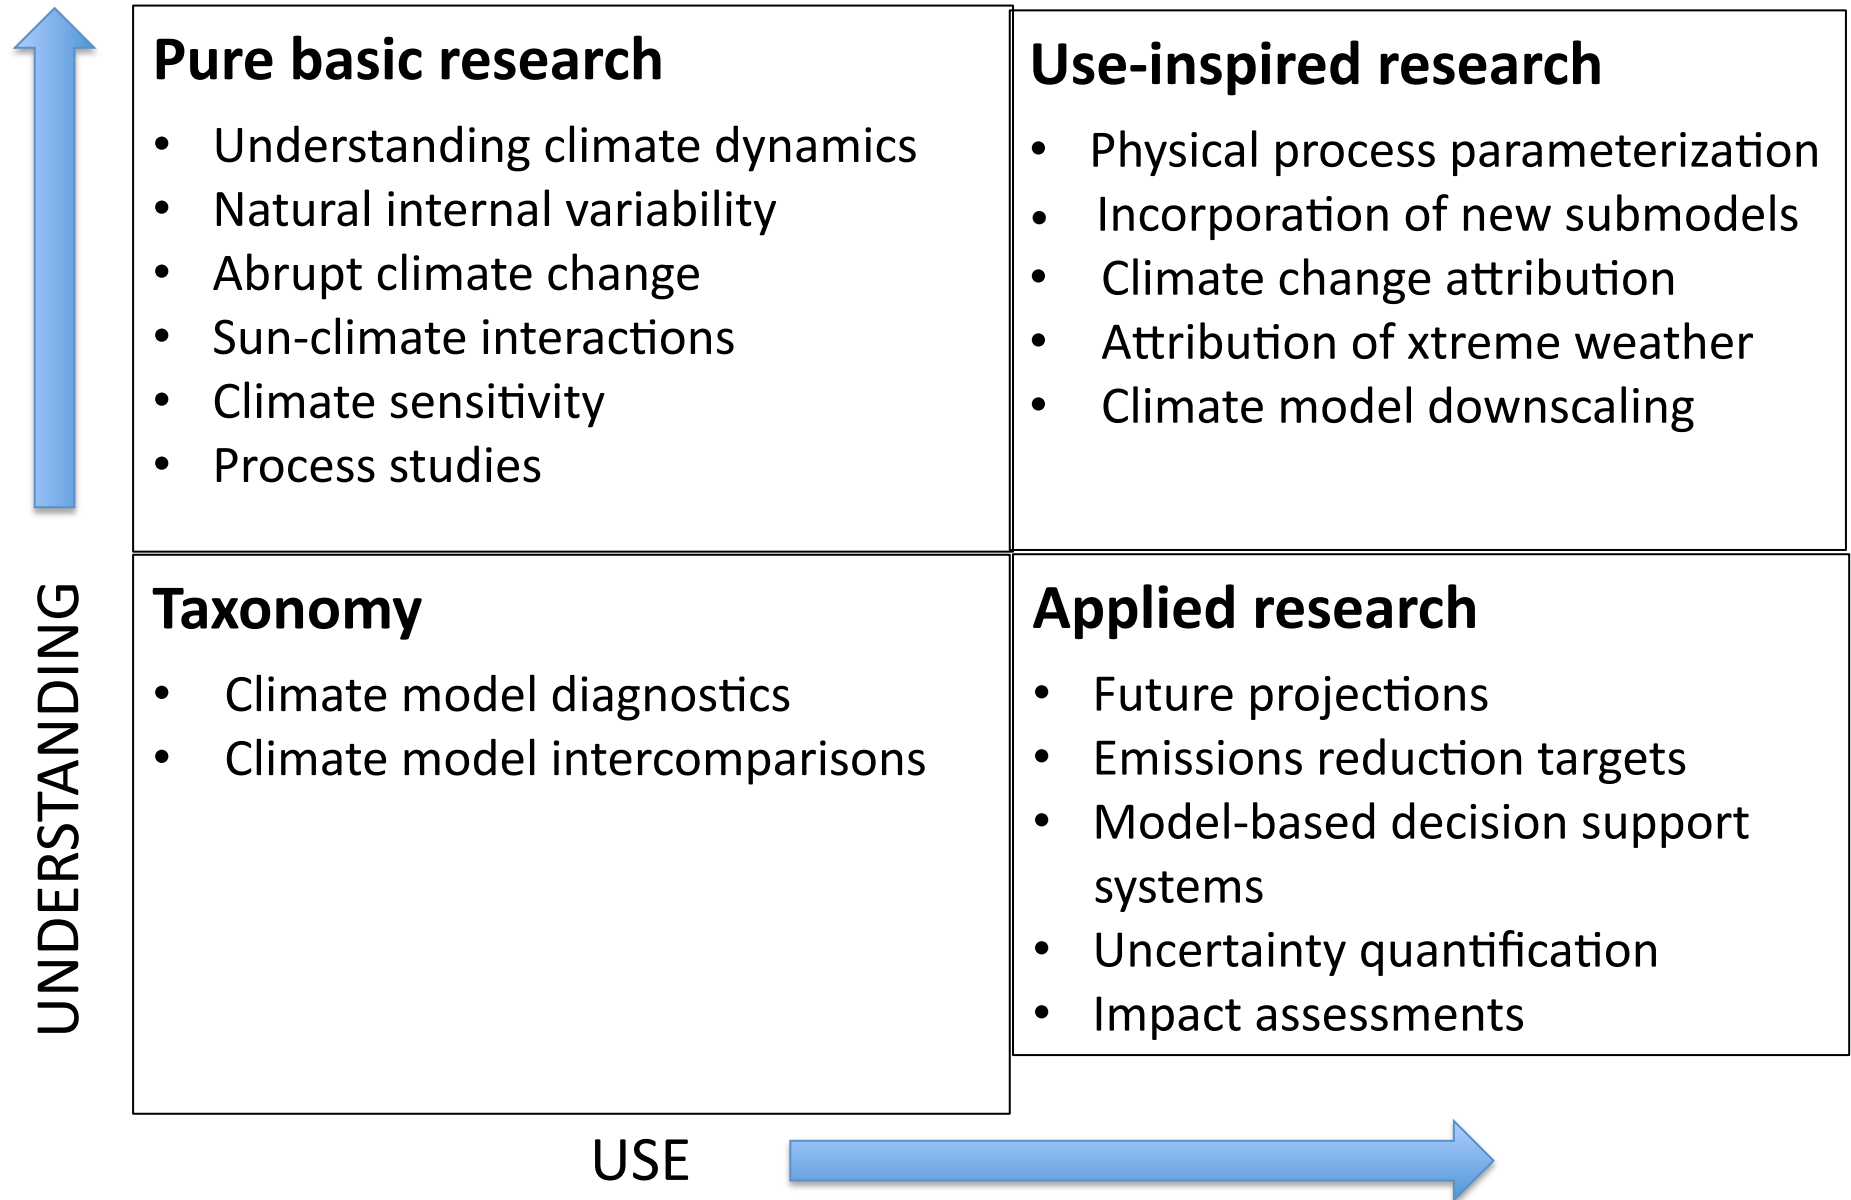 Pure basic research
• Understanding climate dynamics
• Natural internal variability
• Abrupt climate change
• Sun-climate interactions
• Climate sensitivity
• Process studies
Use-inspired research
• Physical process parameterization
• Incorporation of new submodels
• Climate change attribution
• Attribution of xtreme weather
• Climate model downscaling
UNDERSTANDING
Taxonomy
• Climate model diagnostics
• Climate model intercomparisons
Applied research
• Future projections
• Emissions reduction targets
• Model-based decision support
systems
• Uncertainty quantification
• Impact assessments
USE